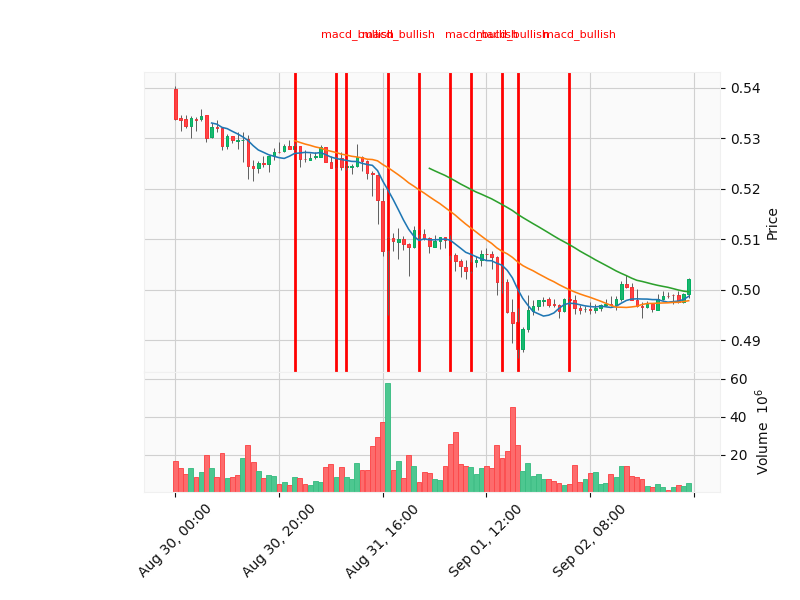 macd_bullish macd_bullish macd_bullish macd_bullish macd_bullish
0.54
0.53
0.52
0.51
0.50
0.49
Price
60
40
20
Volume 10^6
Aug 30, 00:00
Aug 30, 20:00
Aug 31, 16:00
Sep 01, 12:00
Sep 02, 08:00